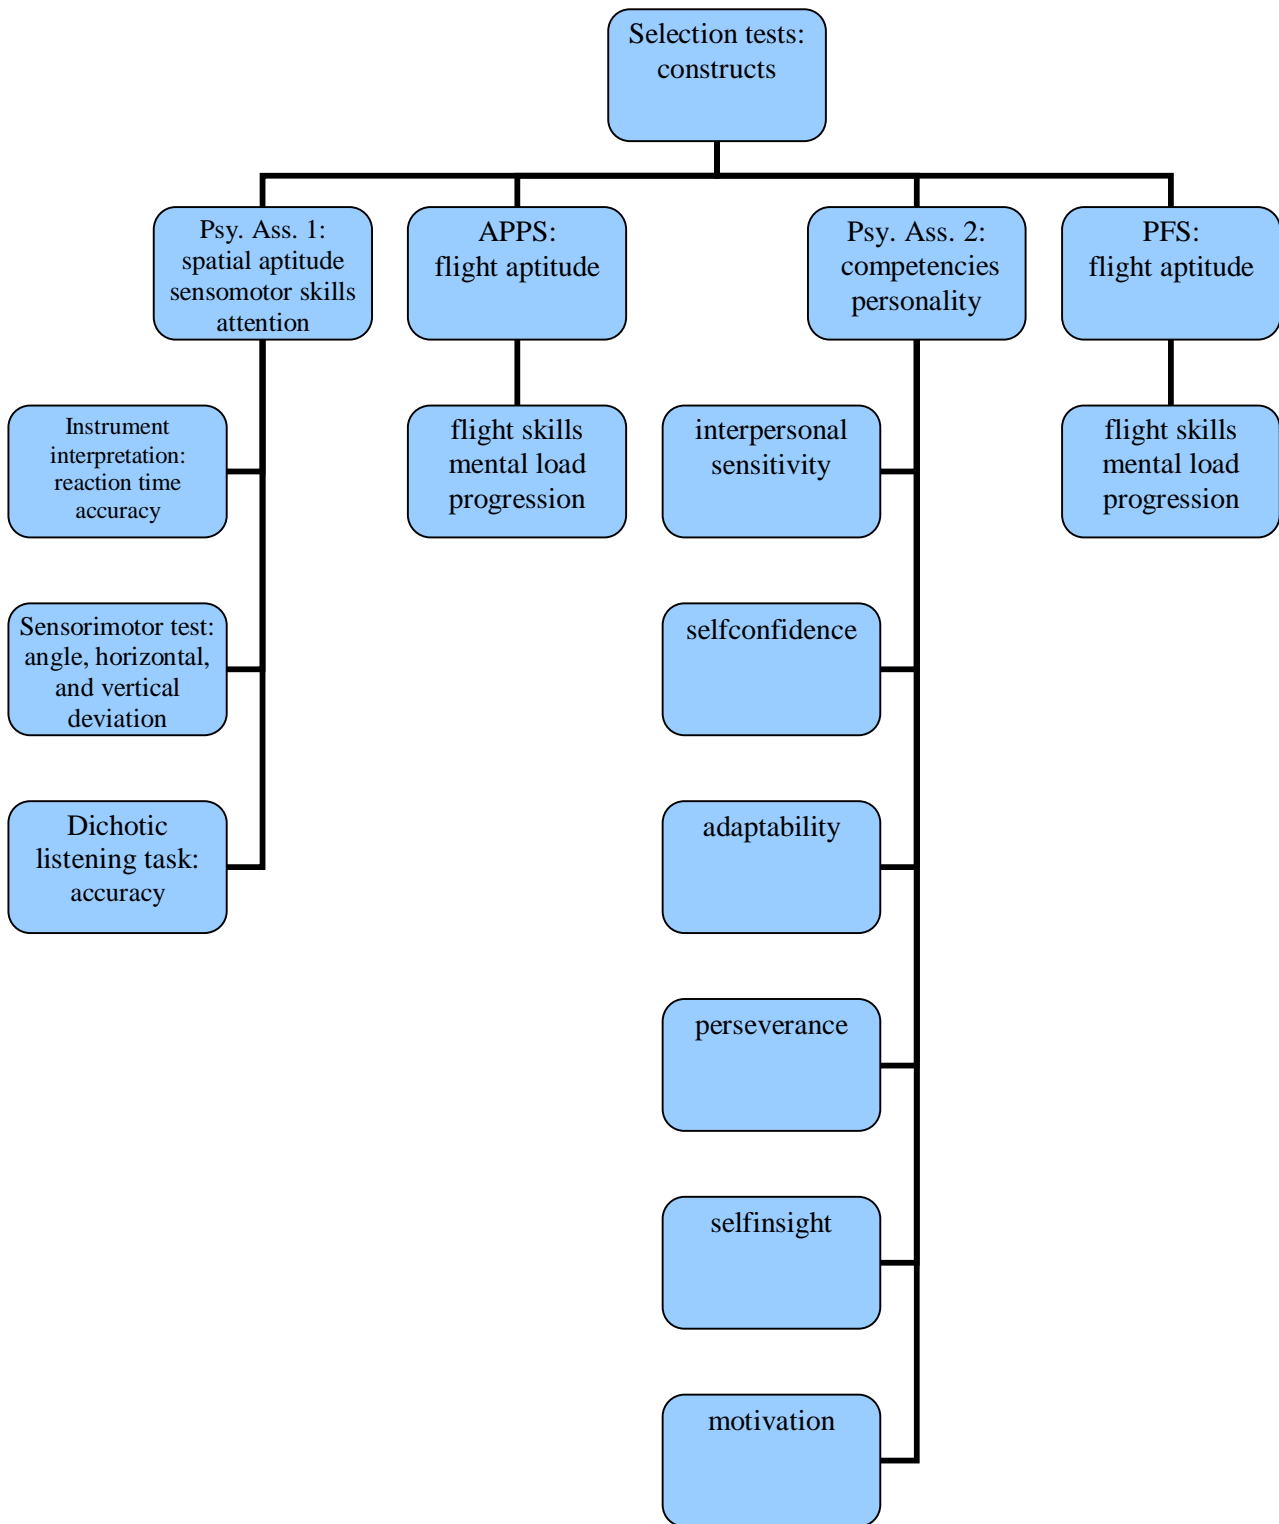 Selection tests:
constructs
Psy. Ass. 1:
spatial aptitude
sensomotor skills
attention
APPS:
flight aptitude
Psy. Ass. 2:
competencies
personality
PFS:
flight aptitude
Instrument
interpretation:
reaction time
accuracy
flight skills
mental load
progression
interpersonal
sensitivity
flight skills
mental load
progression
Sensorimotor test:
angle, horizontal,
and vertical
deviation
selfconfidence
Dichotic
listening task:
accuracy
adaptability
perseverance
selfinsight
motivation